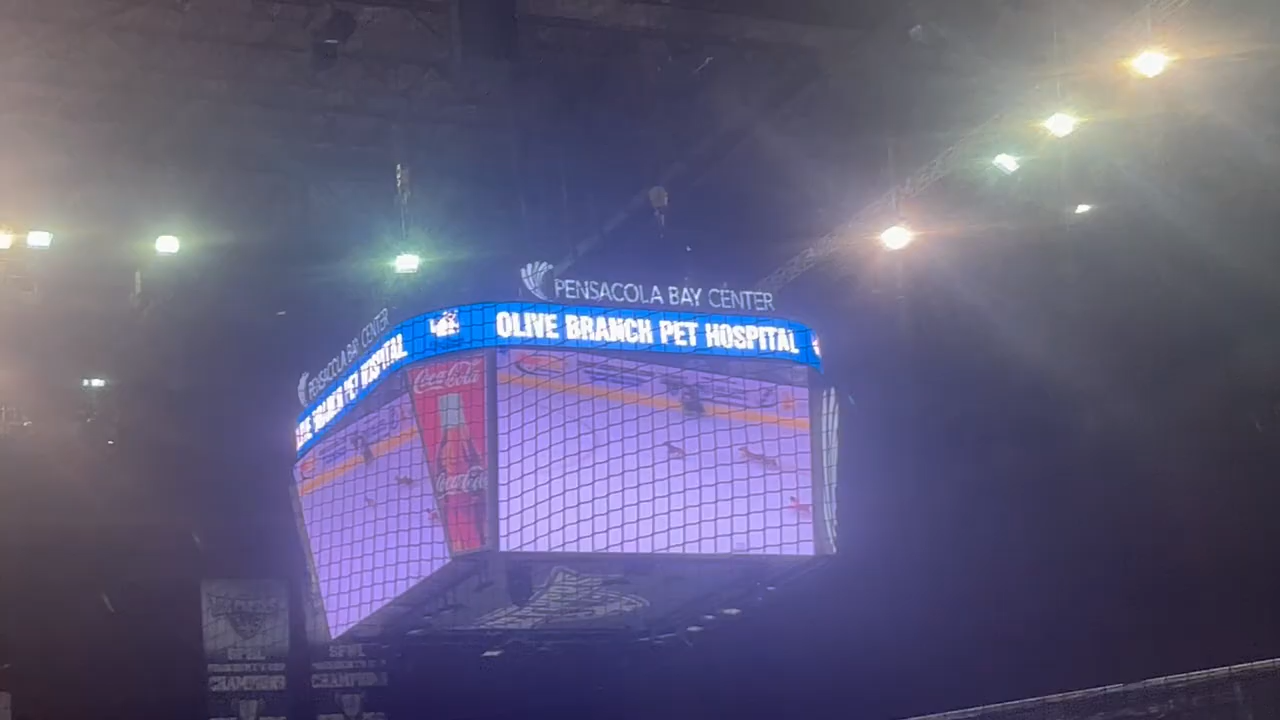 PENSACOLA BAY CENTER
OLIVE BRANCH PET HOSPITAL
PENSACOLA BAY CENTER
PET HOSPITAL
Coca-Cola
Coca-Cola
SPHL
CHAMPIONS
SPHL
CHAMPIONS